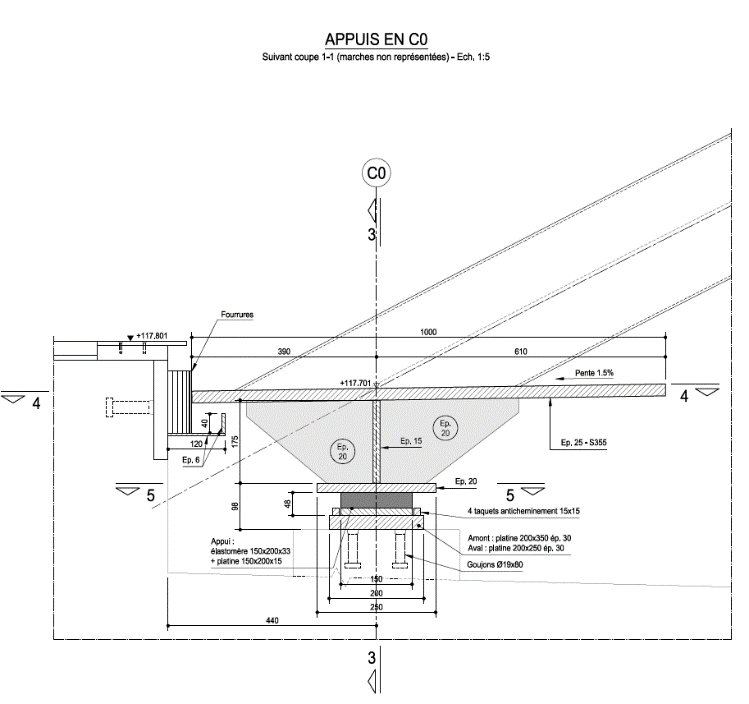 APPUIS EN C0
Suivant coupe 1-1 (marches non représentées) - Ech. 1:5
C0
3
Fourrures
+117.801
1000
390
610
+117.701
Pente 1.5%
4
4
40
120
Ep. 6
175
Ep. 20
Ep. 15
Ep. 20
Ep. 25 - S355
5
Ep. 20
5
98
48
4 taquets anticheminement 15x15
Appui :
élastomère 150x200x33
+ platine 150x200x15
Amont : platine 200x350 ép. 30
Aval : platine 200x250 ép. 30
Goujons Ø19x80
150
200
250
440
3